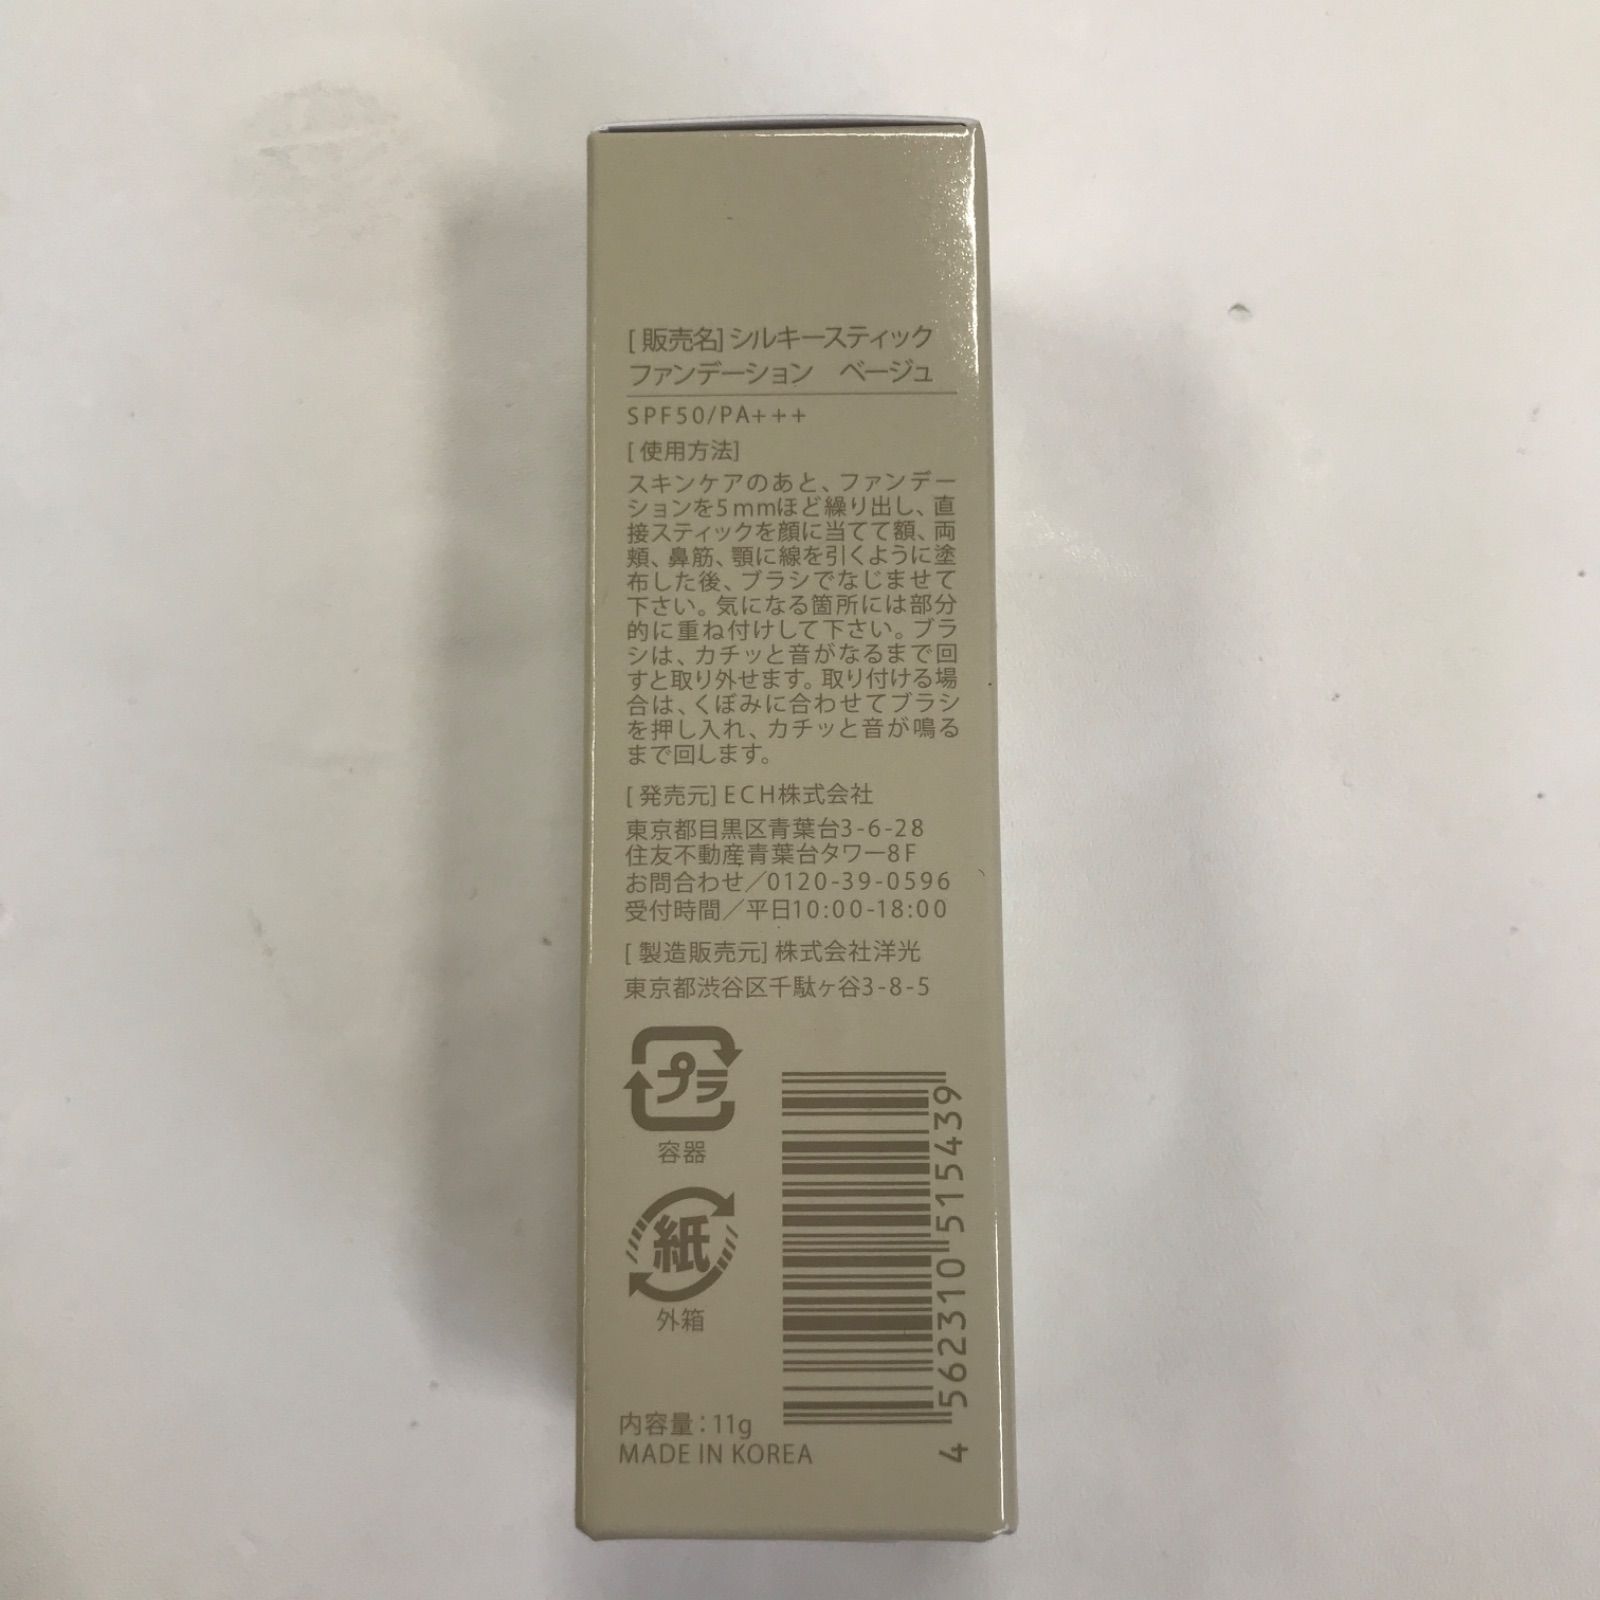 [販売名]シルキースティック
ファンデーション　ベージュ
SPF50/PA+++
[使用方法]
スキンケアのあと、ファンデー
ションを5mmほど繰り出し、直
接スティックを顔に当てて額、両
頬、鼻筋、顎に線を引くように塗
布した後、ブラシでなじませて
下さい。気になる箇所には部分
的に重ね付けして下さい。ブラ
シは、カチッと音がなるまで回
すと取り外せます。取り付ける場
合は、くぼみに合わせてブラシ
を押し入れ、カチッと音が鳴る
まで回します。
[発売元]ECH株式会社
東京都目黒区青葉台3-6-28
住友不動産青葉台タワー8F
お問合わせ／0120-39-0596
受付時間／平日10:00-18:00
[製造販売元]株式会社洋光
東京都渋谷区千駄ヶ谷3-8-5
プラ
容器
紙
外箱
内容量：11g
MADE IN KOREA
4 562310 515439